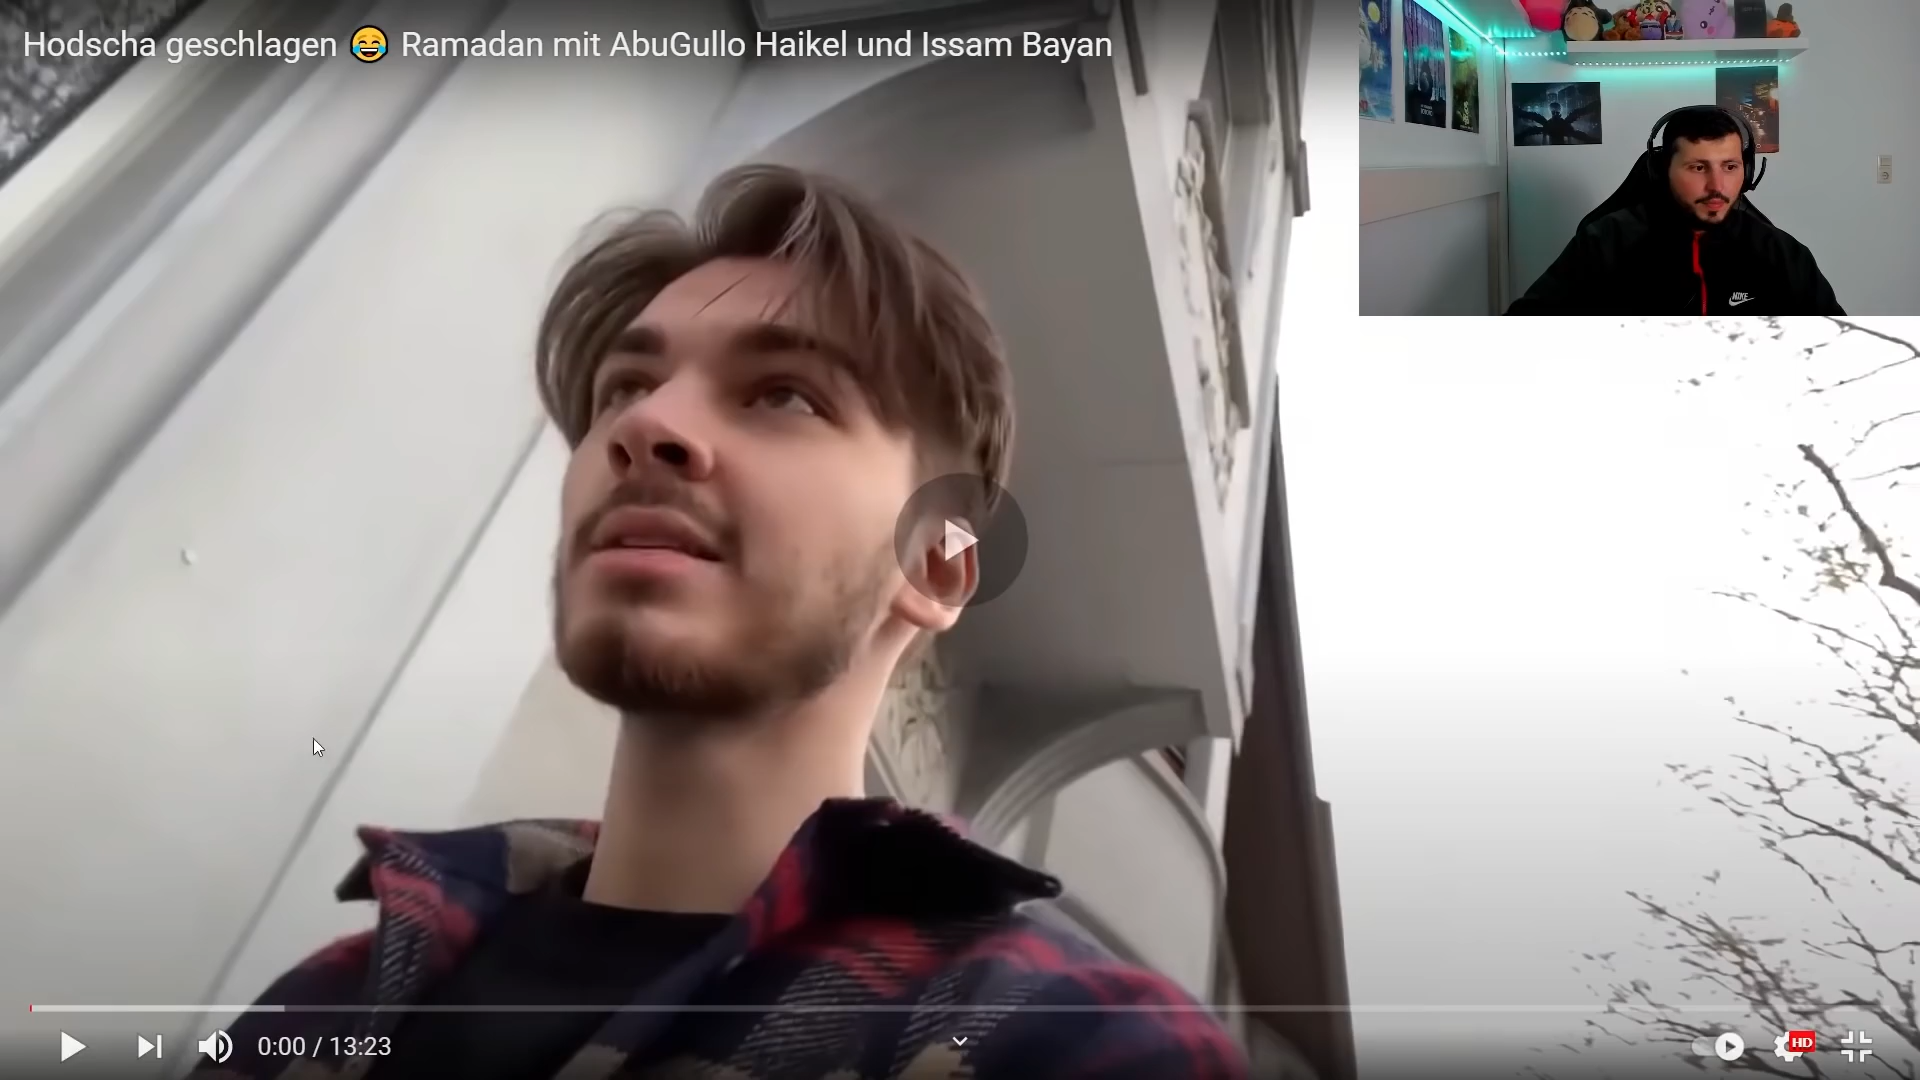 Hodscha geschlagen 😂 Ramadan mit AbuGullo Haikel und Issam Bayan
NIKE
0:00 / 13:23
HD